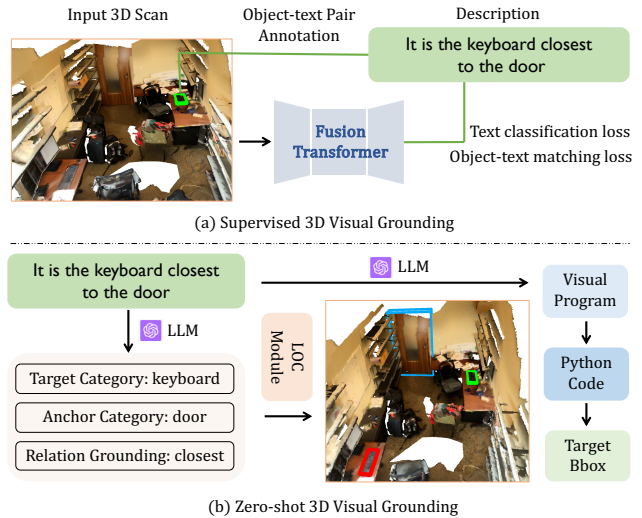 Input 3D Scan
Object-text Pair
Annotation
Description
It is the keyboard closest
to the door
Fusion
Transformer
Text classification loss
Object-text matching loss
(a) Supervised 3D Visual Grounding
It is the keyboard closest
to the door
LLM
Visual
Program
LLM
LOC
Module
Target Category: keyboard
Anchor Category: door
Relation Grounding: closest
Python
Code
Target
Bbox
(b) Zero-shot 3D Visual Grounding